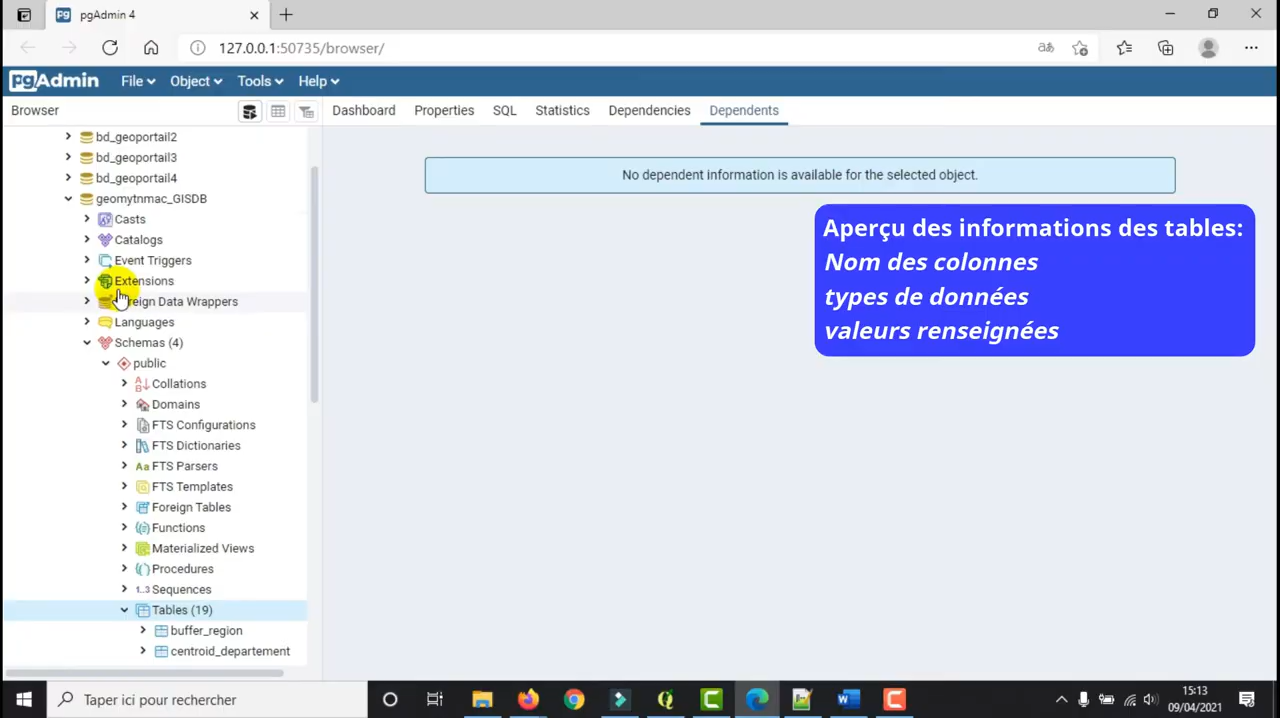 pgAdmin 4
127.0.0.1:50735/browser/
pgAdmin File Object Tools Help
Browser
Dashboard Properties SQL Statistics Dependencies Dependents
bd_geoportail2
bd_geoportail3
bd_geoportail4
geomytnmac_GISDB
Casts
Catalogs
Event Triggers
Extensions
Foreign Data Wrappers
Languages
Schemas (4)
public
Collations
Domains
FTS Configurations
FTS Dictionaries
FTS Parsers
FTS Templates
Foreign Tables
Functions
Materialized Views
Procedures
Sequences
Tables (19)
buffer_region
centroid_departement
No dependent information is available for the selected object.
Aperçu des informations des tables:
Nom des colonnes
types de données
valeurs renseignées
Taper ici pour rechercher
15:13
09/04/2021